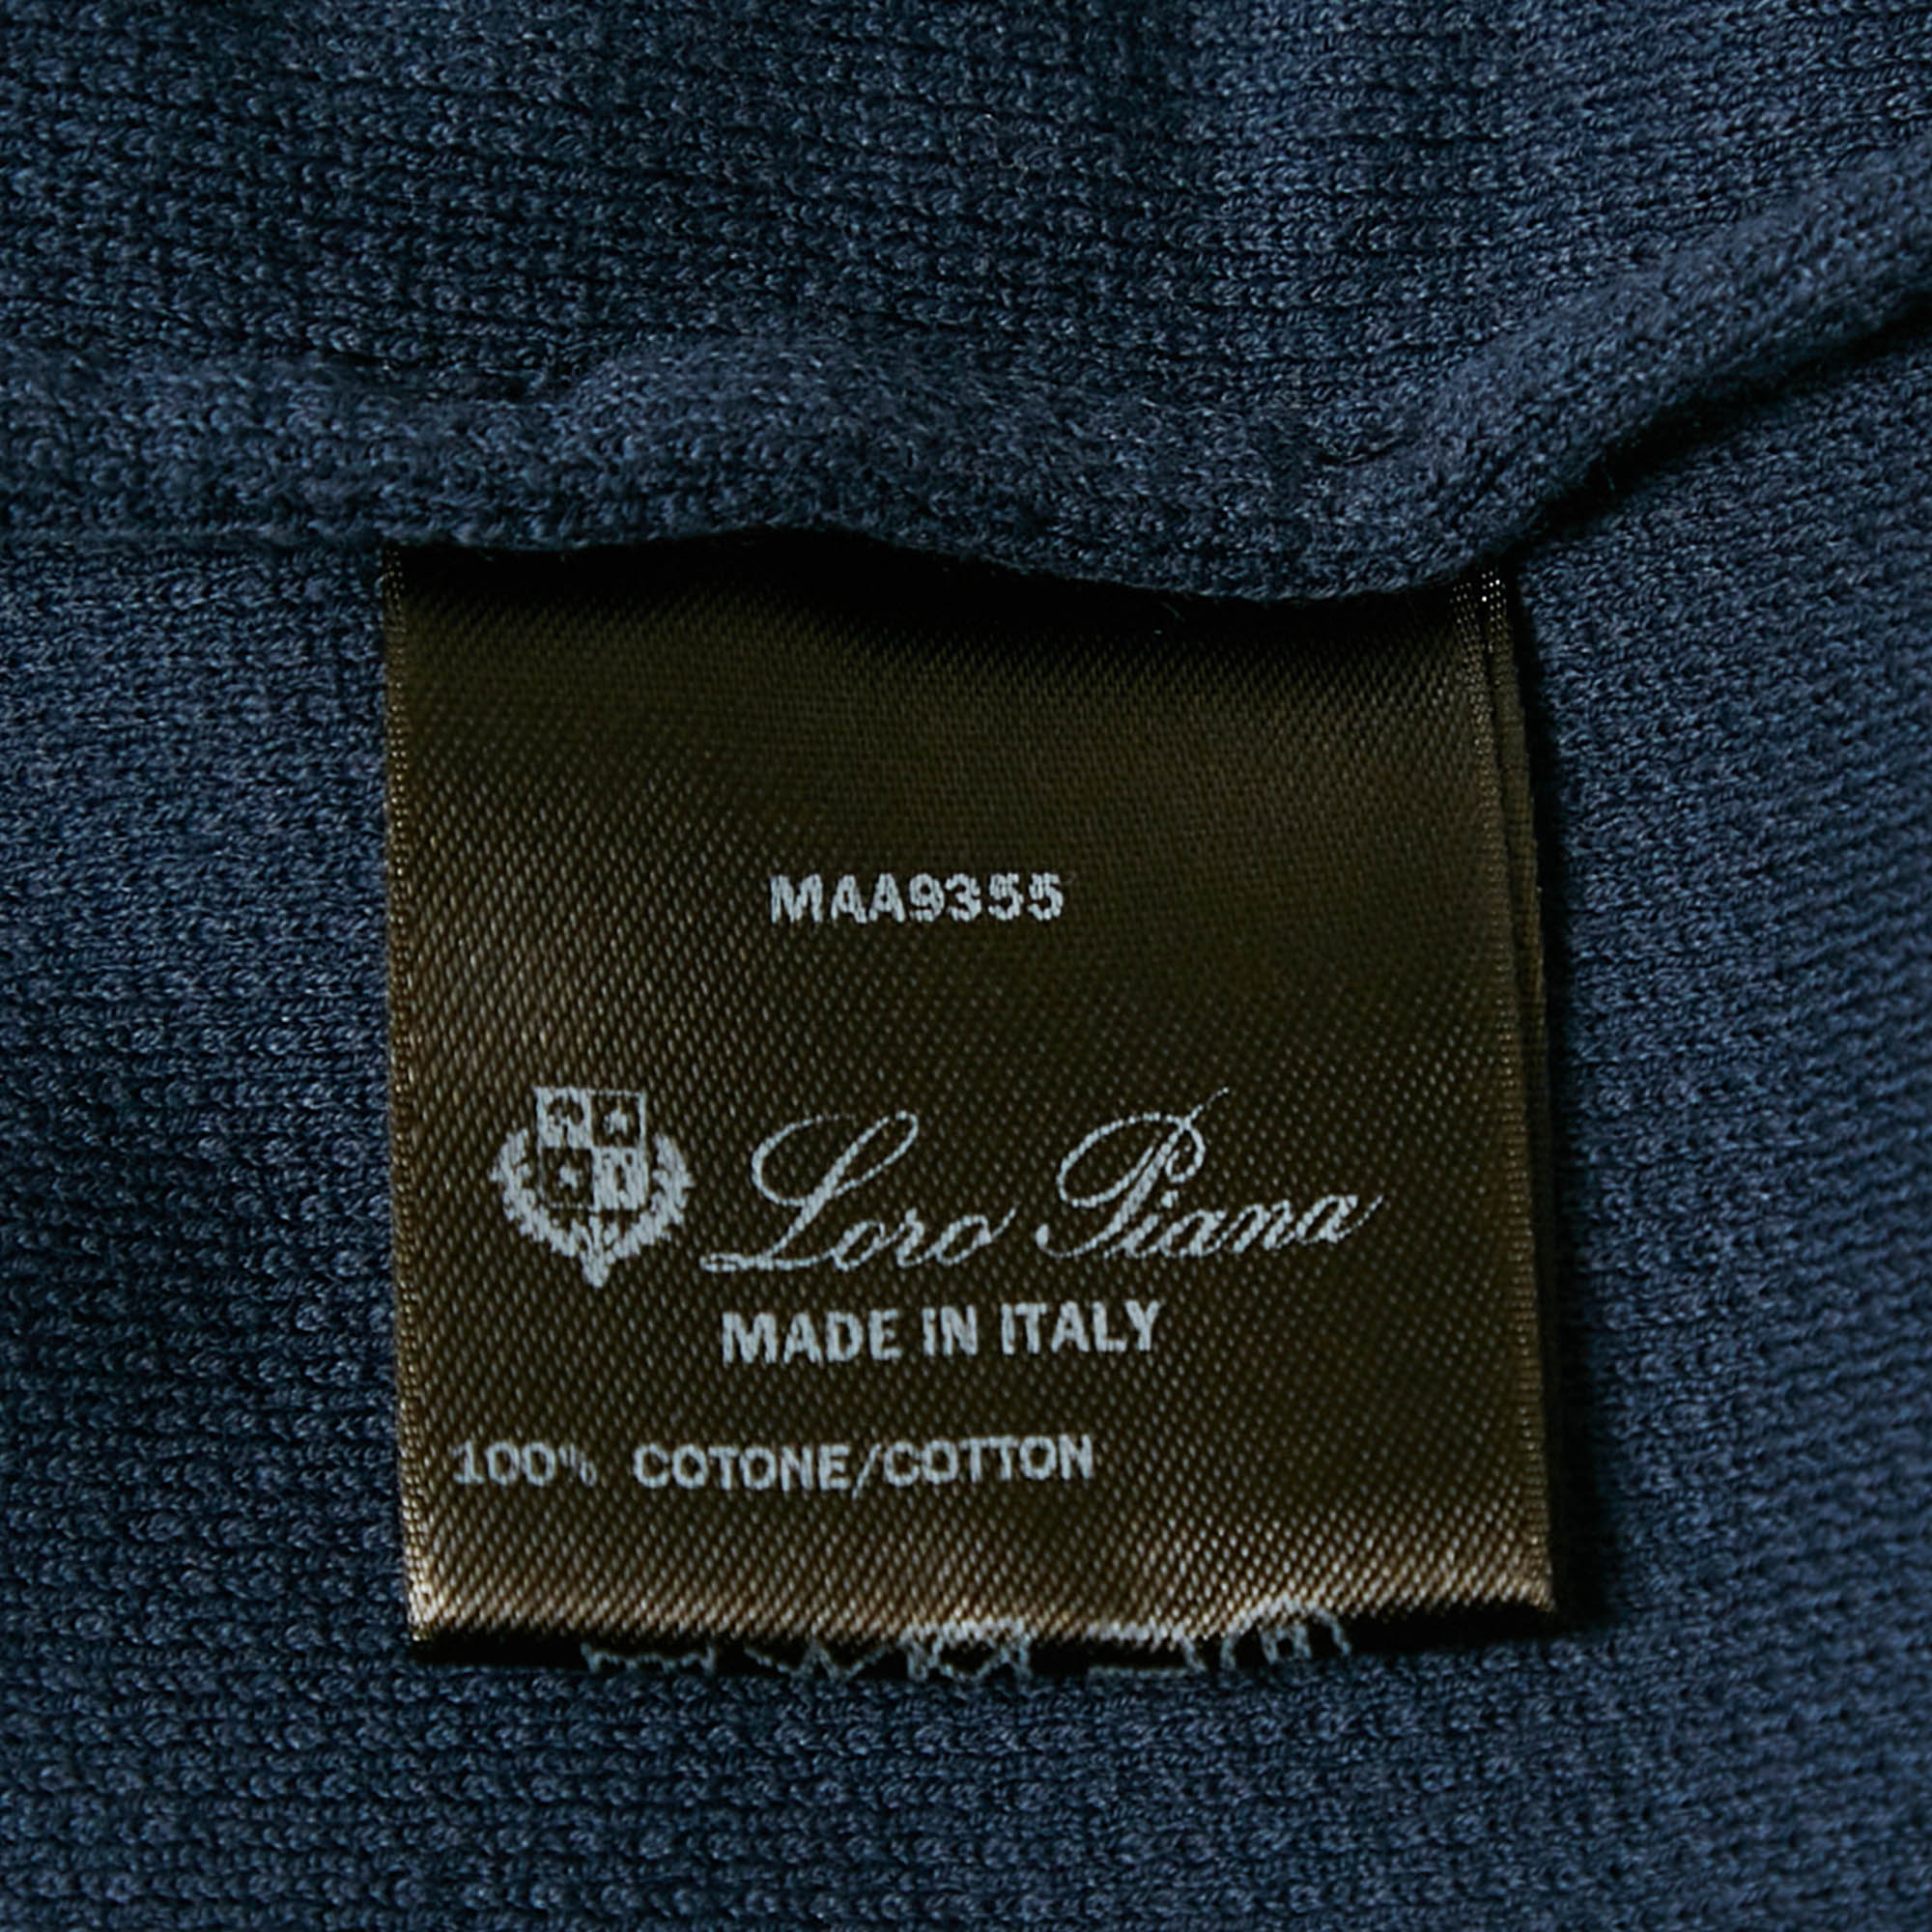 MAA9355
Loro Piana
MADE IN ITALY
100% COTONE/COTTON